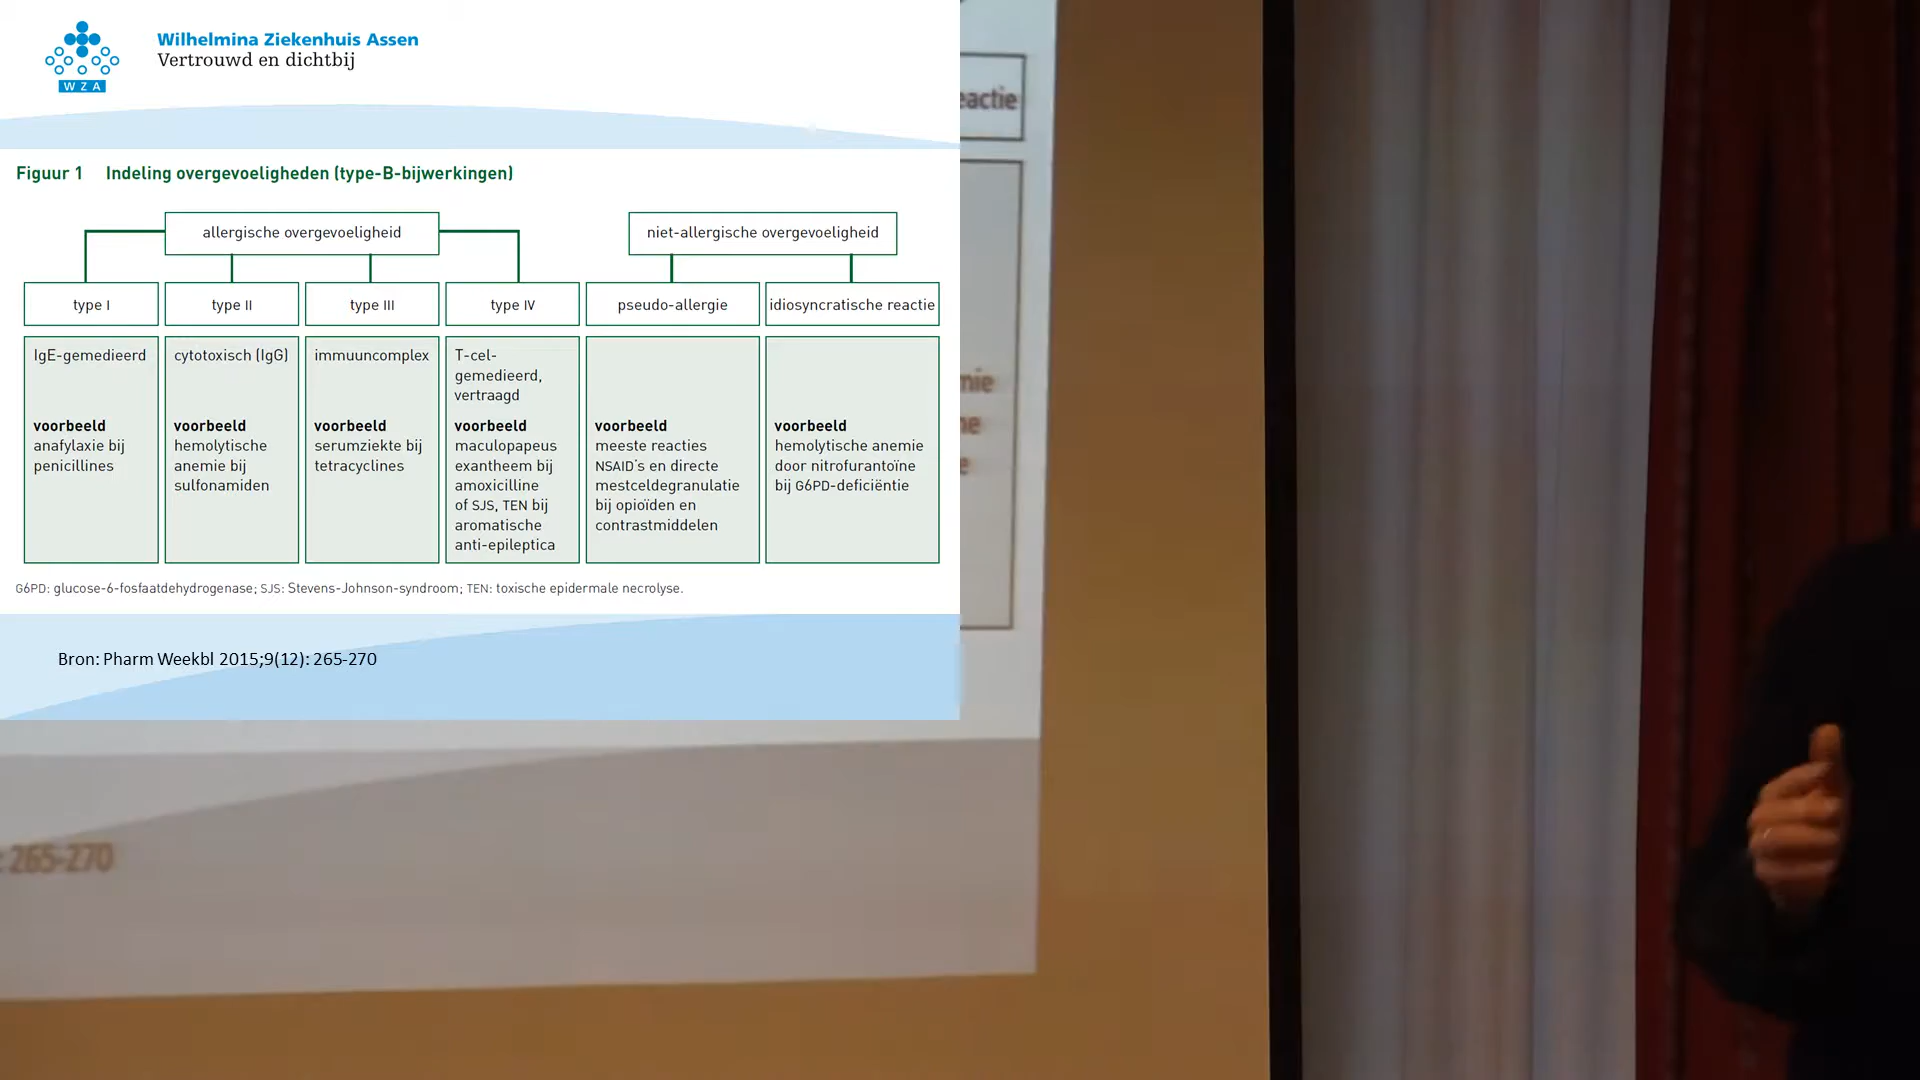 Wilhelmina Ziekenhuis Assen
Vertrouwd en dichtbij
W Z A
Figuur 1 Indeling overgevoeligheden (type-B-bijwerkingen)
allergische overgevoeligheid
niet-allergische overgevoeligheid
type I
type II
type III
type IV
pseudo-allergie
idiosyncratische reactie
IgE-gemedieerd
voorbeeld
anafylaxie bij
penicillines
cytotoxisch (IgG)
voorbeeld
hemolytische
anemie bij
sulfonamiden
immuuncomplex
voorbeeld
serumziekte bij
tetracyclines
T-cel-
gemedieerd,
vertraagd
voorbeeld
maculopapeus
exantheem bij
amoxicilline
of SJS, TEN bij
aromatische
anti-epileptica
voorbeeld
meeste reacties
NSAID's en directe
mestceldegranulatie
bij opioïden en
contrastmiddelen
voorbeeld
hemolytische anemie
door nitrofurantoïne
bij G6PD-deficiëntie
G6PD: glucose-6-fosfaatdehydrogenase; SJS: Stevens-Johnson-syndroom; TEN: toxische epidermale necrolyse.
Bron: Pharm Weekbl 2015;9(12): 265-270
eactie
: 265-270